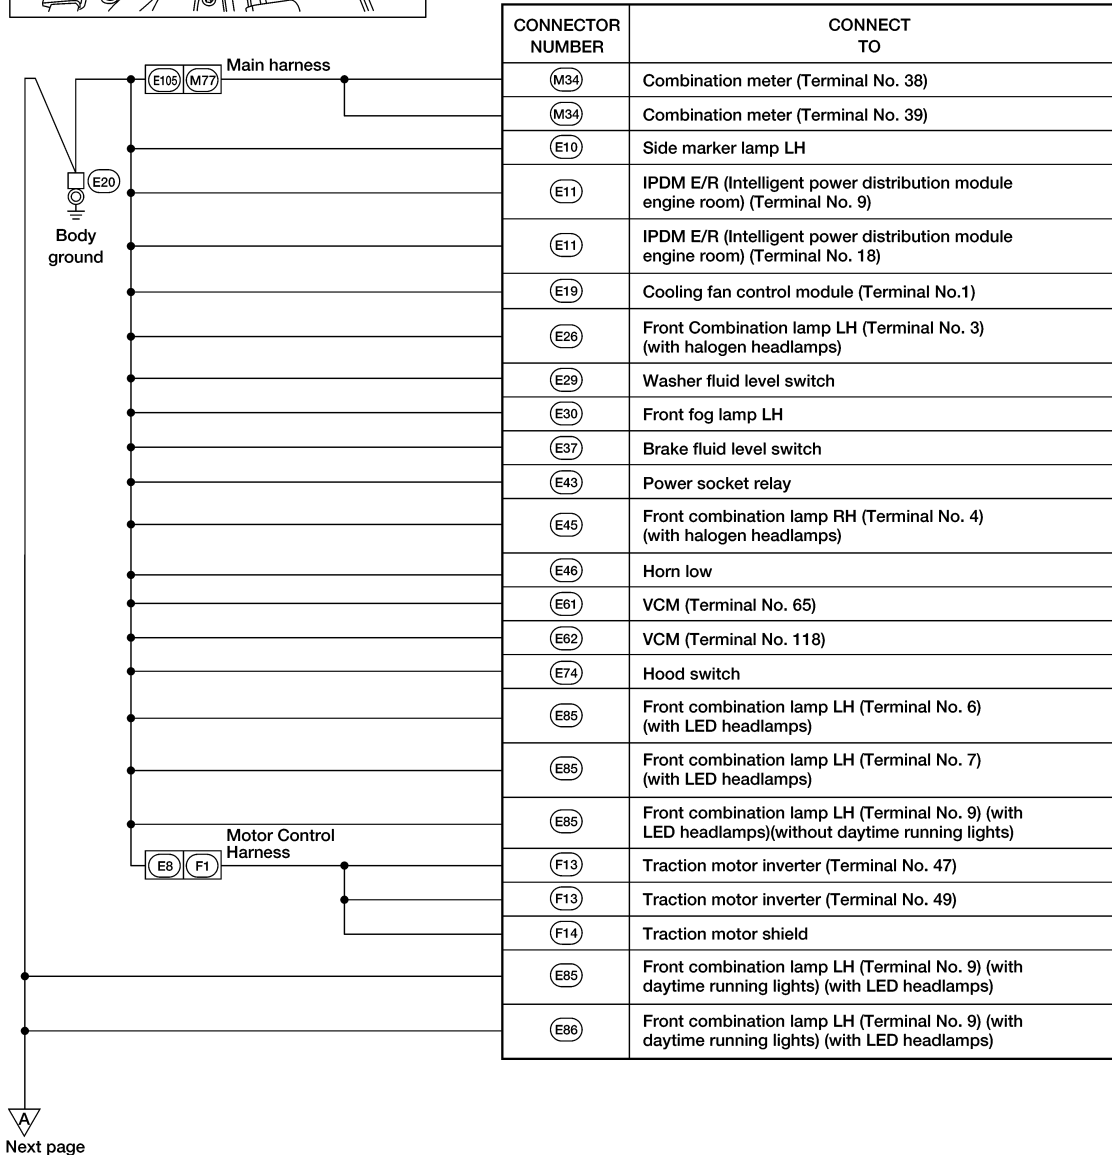 CONNECTOR NUMBER
CONNECT TO
Main harness
E105 M77
M34 Combination meter (Terminal No. 38)
M34 Combination meter (Terminal No. 39)
E10 Side marker lamp LH
E20
Body
ground
E11 IPDM E/R (Intelligent power distribution module
engine room) (Terminal No. 9)
E11 IPDM E/R (Intelligent power distribution module
engine room) (Terminal No. 18)
E19 Cooling fan control module (Terminal No.1)
E26 Front Combination lamp LH (Terminal No. 3)
(with halogen headlamps)
E29 Washer fluid level switch
E30 Front fog lamp LH
E37 Brake fluid level switch
E43 Power socket relay
E45 Front combination lamp RH (Terminal No. 4)
(with halogen headlamps)
E46 Horn low
E61 VCM (Terminal No. 65)
E62 VCM (Terminal No. 118)
E74 Hood switch
E85 Front combination lamp LH (Terminal No. 6)
(with LED headlamps)
E85 Front combination lamp LH (Terminal No. 7)
(with LED headlamps)
E85 Front combination lamp LH (Terminal No. 9) (with
LED headlamps)(without daytime running lights)
Motor Control
Harness
E8 F1
F13 Traction motor inverter (Terminal No. 47)
F13 Traction motor inverter (Terminal No. 49)
F14 Traction motor shield
E85 Front combination lamp LH (Terminal No. 9) (with
daytime running lights) (with LED headlamps)
E86 Front combination lamp LH (Terminal No. 9) (with
daytime running lights) (with LED headlamps)
A
Next page